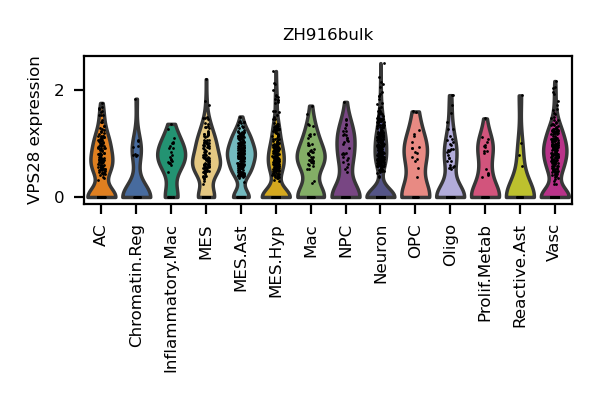 ZH916bulk
VPS28 expression
2
0
AC
Chromatin.Reg
Inflammatory.Mac
MES
MES.Ast
MES.Hyp
Mac
NPC
Neuron
OPC
Oligo
Prolif.Metab
Reactive.Ast
Vasc